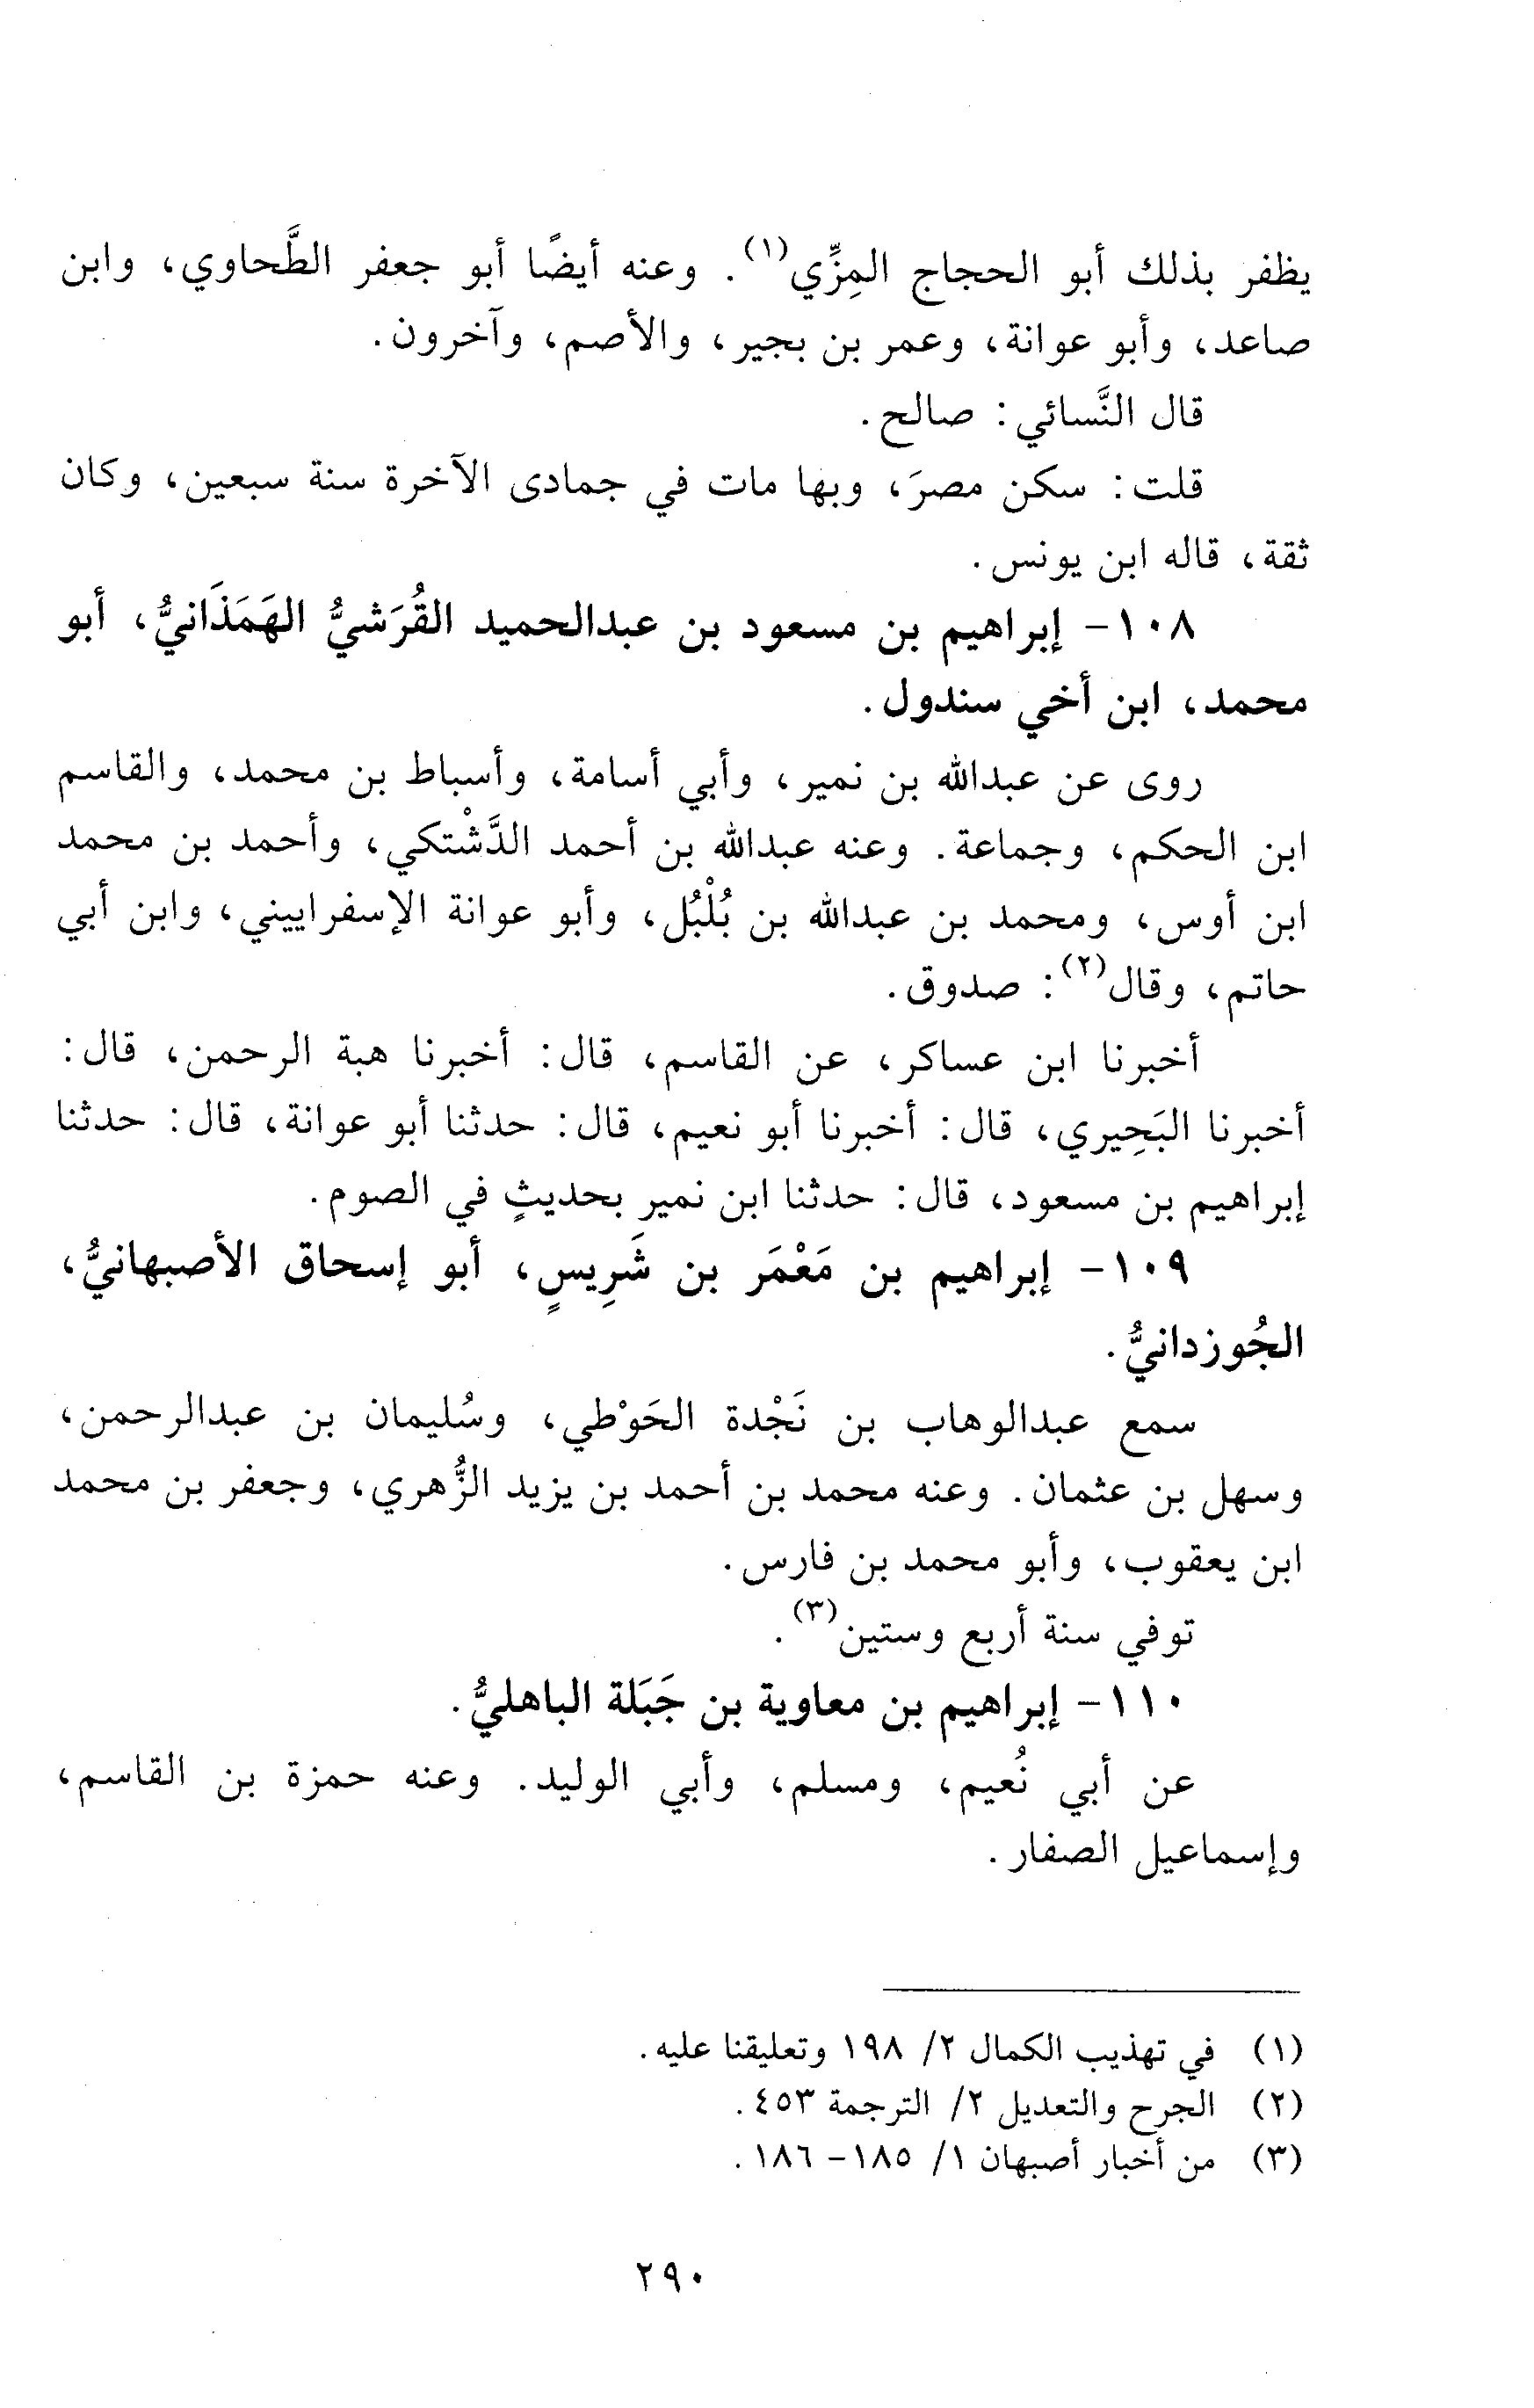 يظفر بذلك أبو الحجاج المِزِّي(١). وعنه أيضًا أبو جعفر الطَّحاوي، وابن
صاعد، وأبو عوانة، وعمر بن بجير، والأصم، وآخرون.
قال النَّسائي: صالح.
قلت: سكن مصرَ، وبها مات في جمادى الآخرة سنة سبعين، وكان
ثقة، قاله ابن يونس.
١٠٨- إبراهيم بن مسعود بن عبدالحميد القُرَشيُّ الهَمَذَانيُّ، أبو
محمد، ابن أخي سندول.
روى عن عبدالله بن نمير، وأبي أسامة، وأسباط بن محمد، والقاسم
ابن الحكم، وجماعة. وعنه عبدالله بن أحمد الدَّشْتكي، وأحمد بن محمد
ابن أوس، ومحمد بن عبدالله بن بُلْبُل، وأبو عوانة الإسفراييني، وابن أبي
حاتم، وقال(٢): صدوق.
أخبرنا ابن عساكر، عن القاسم، قال: أخبرنا هبة الرحمن، قال:
أخبرنا البَحِيري، قال: أخبرنا أبو نعيم، قال: حدثنا أبو عوانة، قال: حدثنا
إبراهيم بن مسعود، قال: حدثنا ابن نمير بحديثٍ في الصوم.
١٠٩- إبراهيم بن مَعْمَر بن شَرِيسٍ، أبو إسحاق الأصبهانيُّ،
الجُوزدانيُّ.
سمع عبدالوهاب بن نَجْدة الحَوْطي، وسُليمان بن عبدالرحمن،
وسهل بن عثمان. وعنه محمد بن أحمد بن يزيد الزُّهري، وجعفر بن محمد
ابن يعقوب، وأبو محمد بن فارس.
توفي سنة أربع وستين(٣).
١١٠- إبراهيم بن معاوية بن جَبَلة الباهليُّ.
عن أبي نُعيم، ومسلم، وأبي الوليد. وعنه حمزة بن القاسم،
وإسماعيل الصفار.
(١) في تهذيب الكمال ٢/ ١٩٨ وتعليقنا عليه.
(٢) الجرح والتعديل ٢/ الترجمة ٤٥٣.
(٣) من أخبار أصبهان ١/ ١٨٥- ١٨٦.
٢٩٠